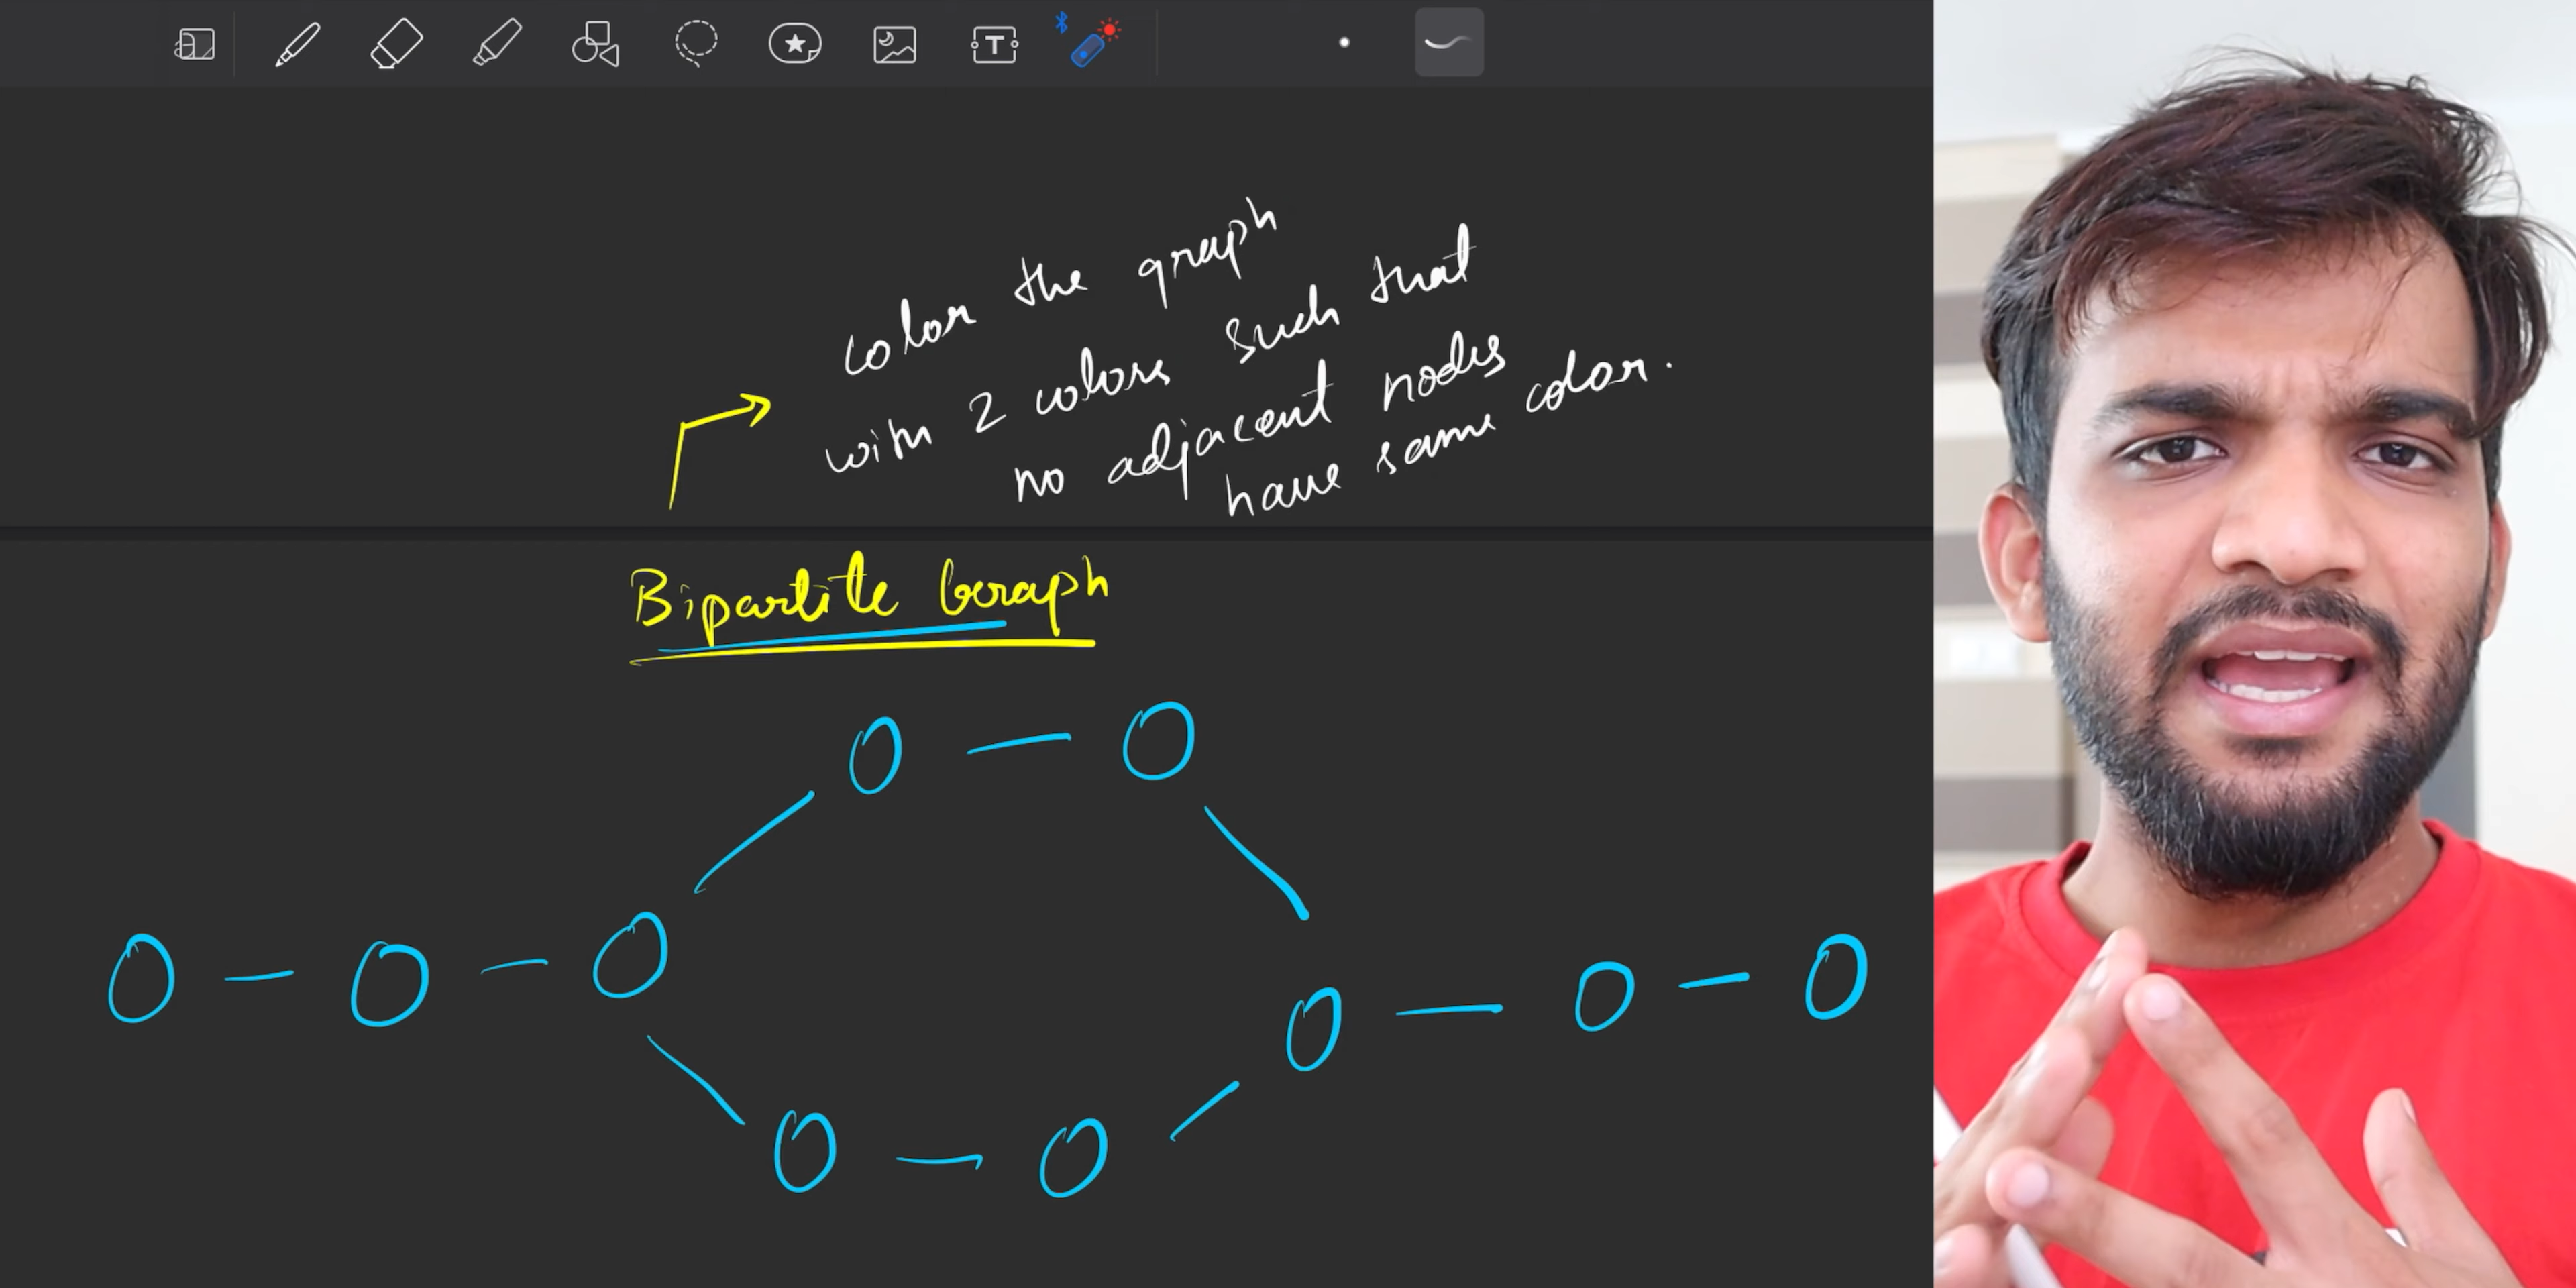 color the graph
with 2 colors such that
no adjacent nodes
have same color.
Bipartite Graph